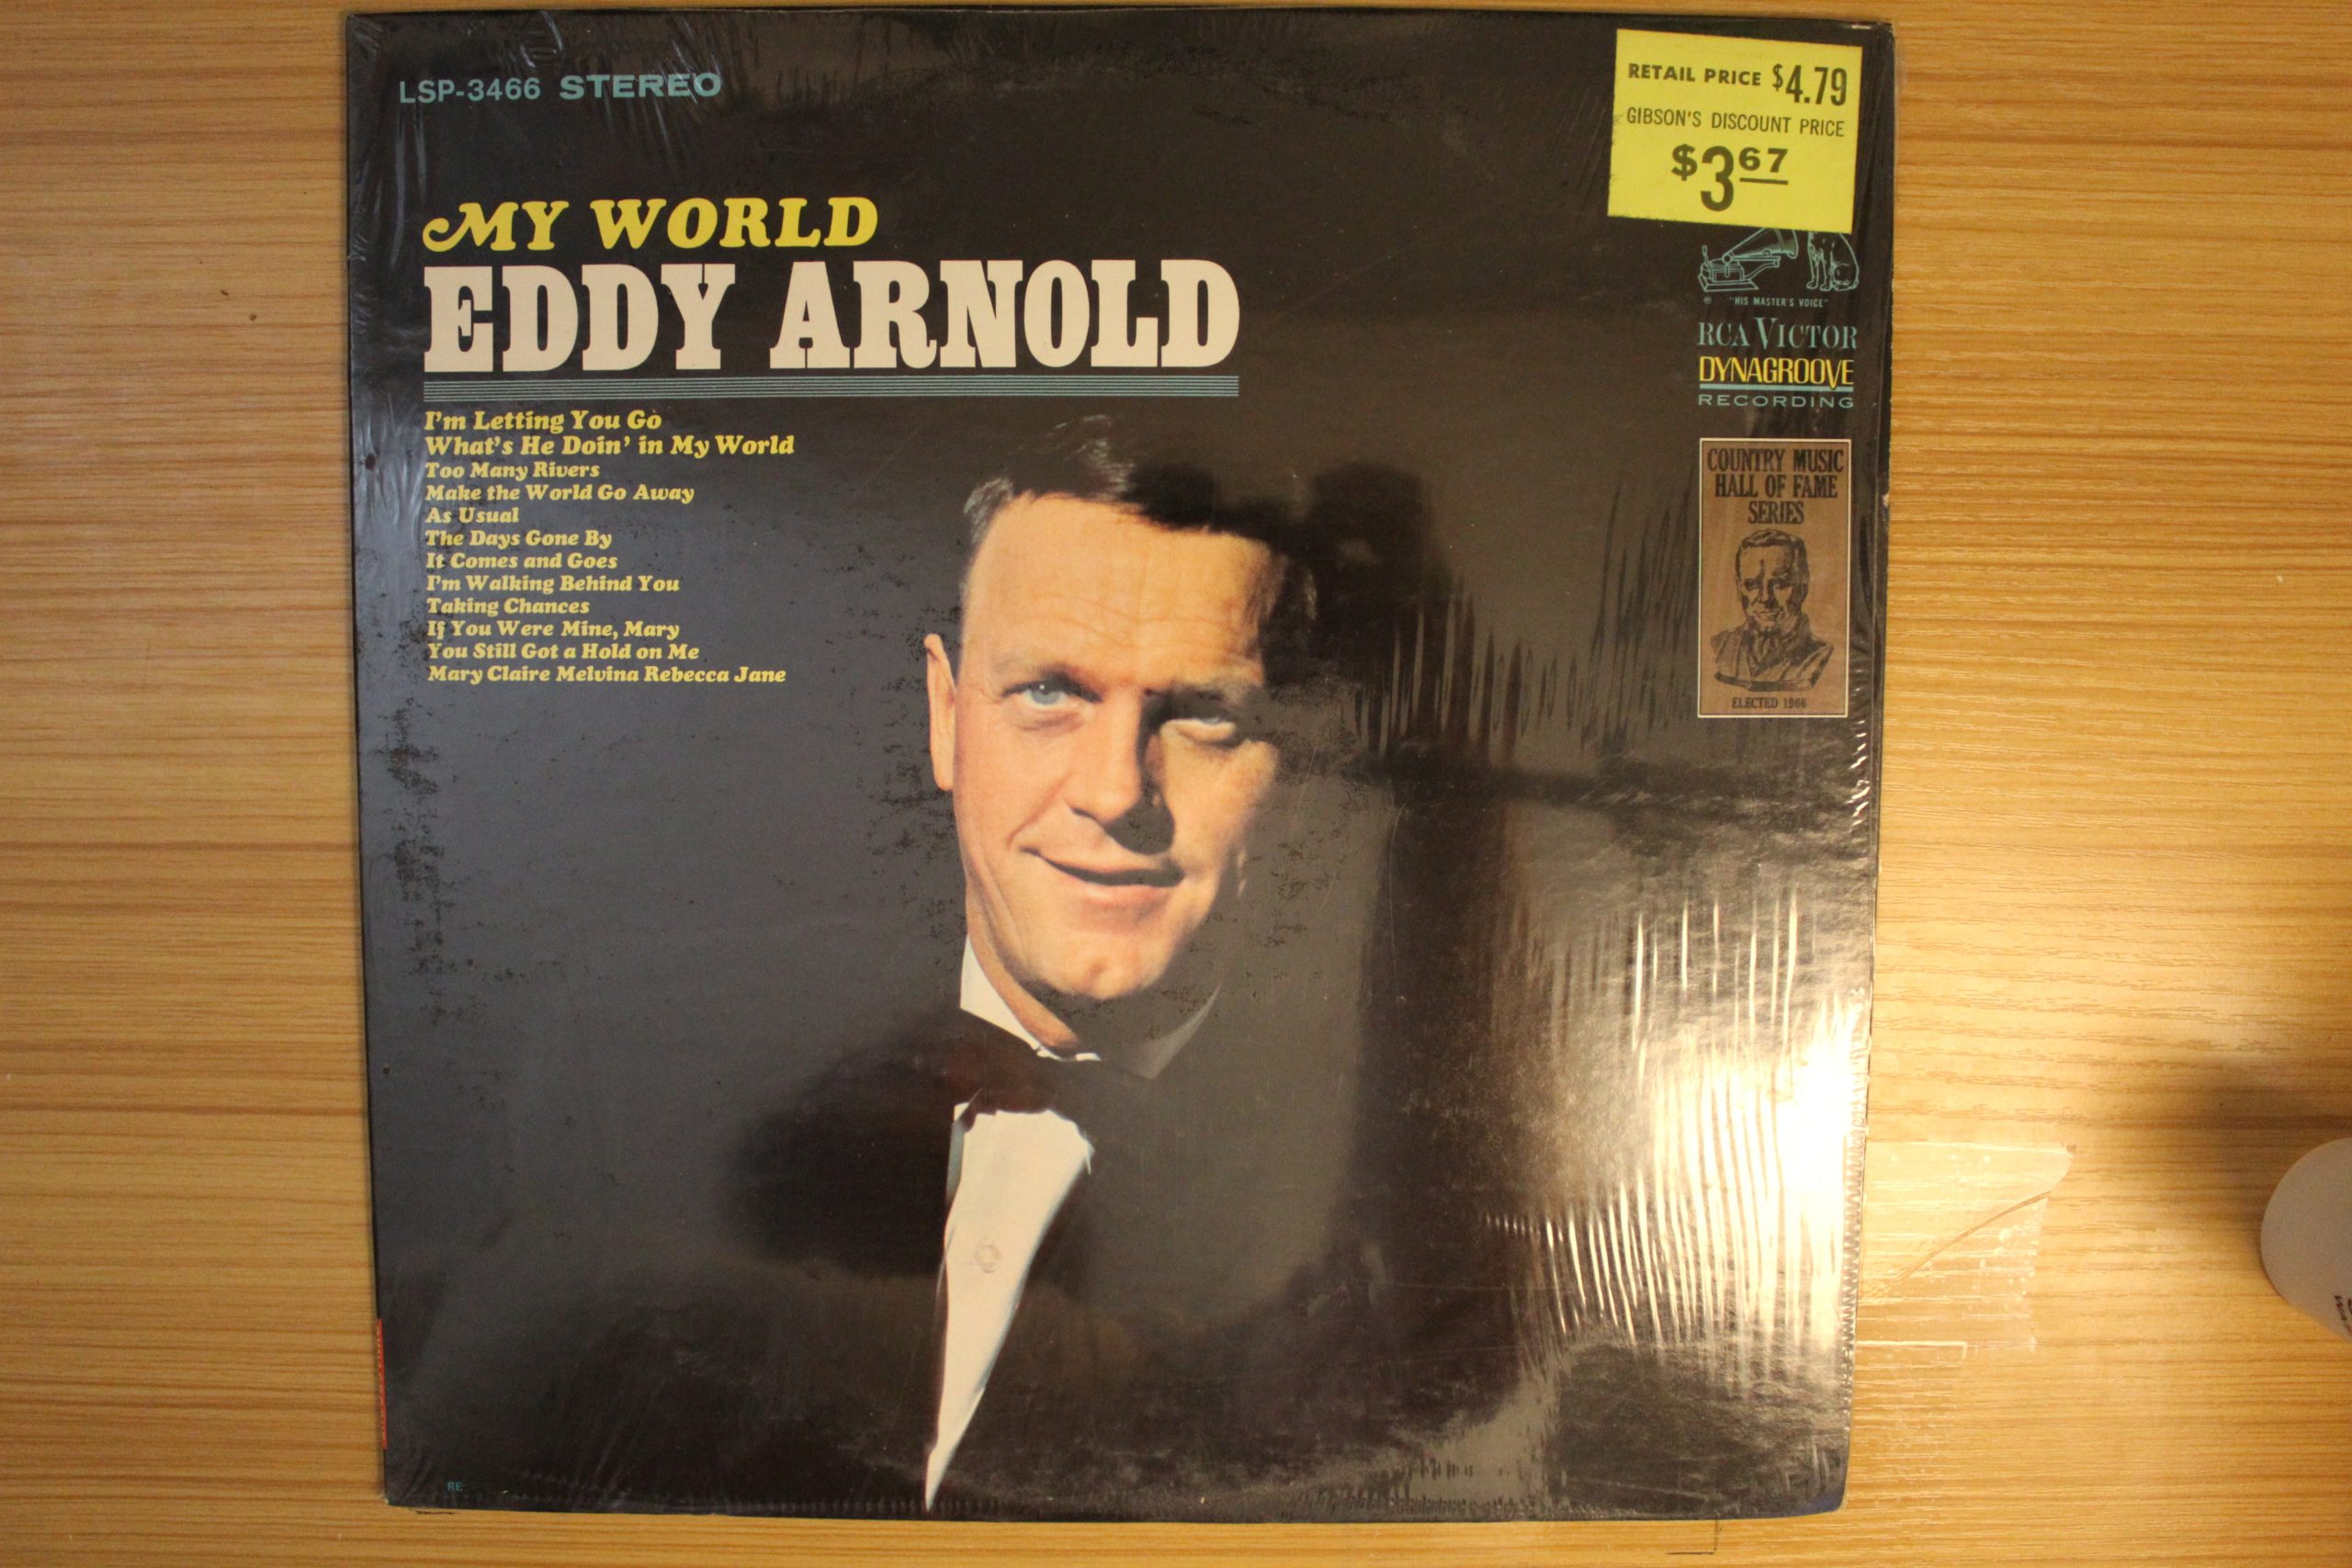 LSP-3466 STEREO
RETAIL PRICE $4.79
GIBSON'S DISCOUNT PRICE
$3 67
MY WORLD
EDDY ARNOLD
® "HIS MASTER'S VOICE"
RCA VICTOR
DYNAGROOVE
RECORDING
I'm Letting You Go
What's He Doin' in My World
Too Many Rivers
Make the World Go Away
As Usual
The Days Gone By
It Comes and Goes
I'm Walking Behind You
Taking Chances
If You Were Mine, Mary
You Still Got a Hold on Me
Mary Claire Melvina Rebecca Jane
COUNTRY MUSIC
HALL OF FAME
SERIES
ELECTED 1966
RE